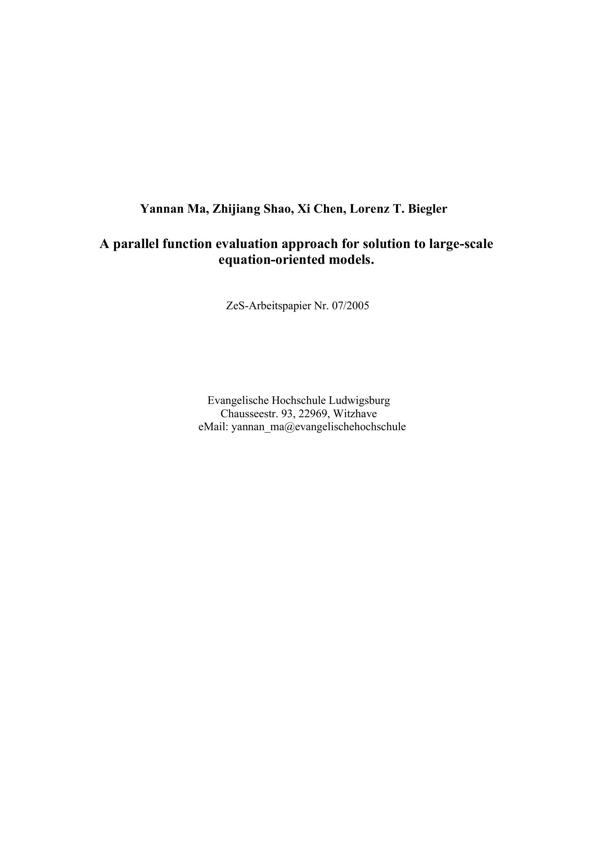 Yannan Ma, Zhijiang Shao, Xi Chen, Lorenz T. Biegler
A parallel function evaluation approach for solution to large-scale
equation-oriented models.
ZeS-Arbeitspapier Nr. 07/2005
Evangelische Hochschule Ludwigsburg
Chausseestr. 93, 22969, Witzhave
eMail: yannan_ma@evangelischehochschule